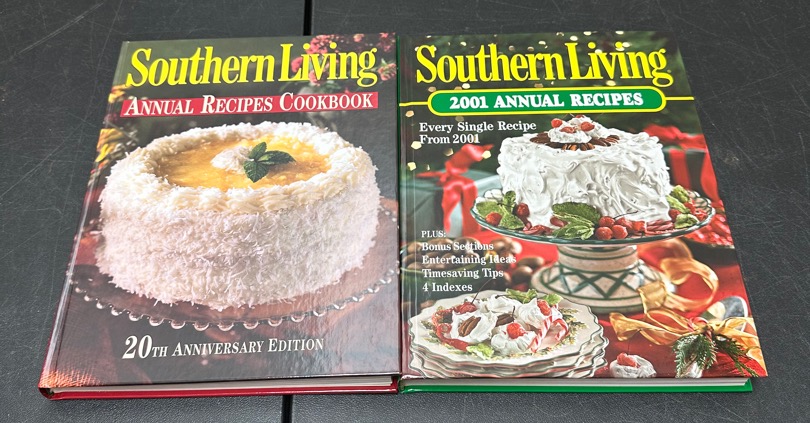 Southern Living
ANNUAL RECIPES COOKBOOK
20TH ANNIVERSARY EDITION
Southern Living
2001 ANNUAL RECIPES
Every Single Recipe
From 2001
PLUS:
Bonus Sections
Entertaining Ideas
Timesaving Tips
4 Indexes